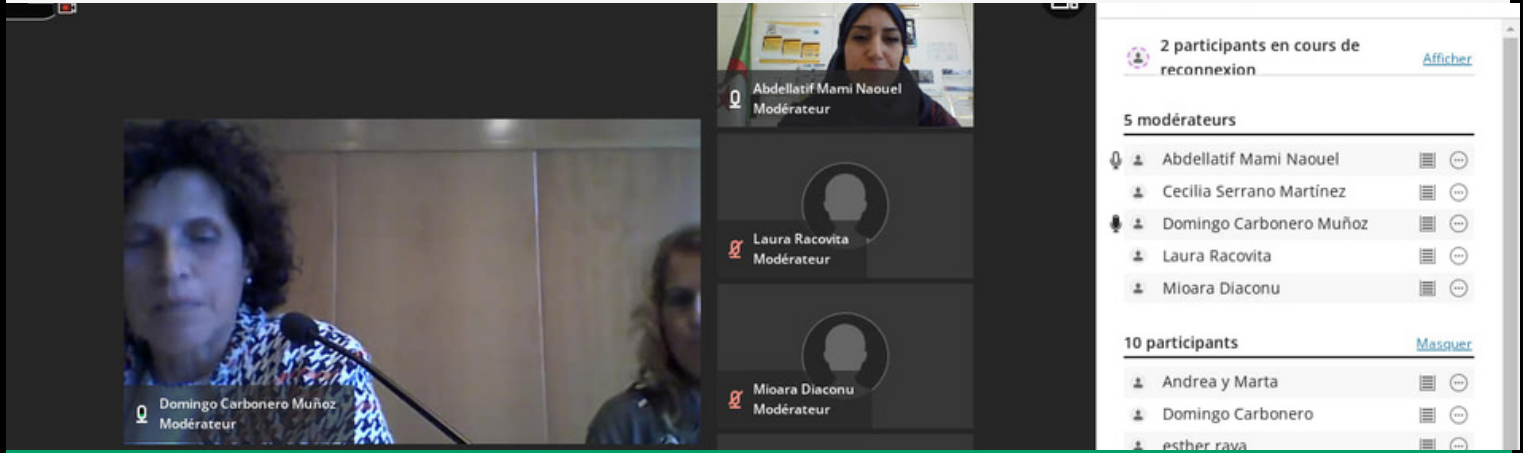 Abdellatif Mami Naouel
Modérateur
Laura Racovita
Modérateur
Mioara Diaconu
Modérateur
Domingo Carbonero Muñoz
Modérateur
2 participants en cours de
reconnexion
Afficher
5 modérateurs
Abdellatif Mami Naouel
Cecilia Serrano Martínez
Domingo Carbonero Muñoz
Laura Racovita
Mioara Diaconu
10 participants
Masquer
Andrea y Marta
Domingo Carbonero
esther raya